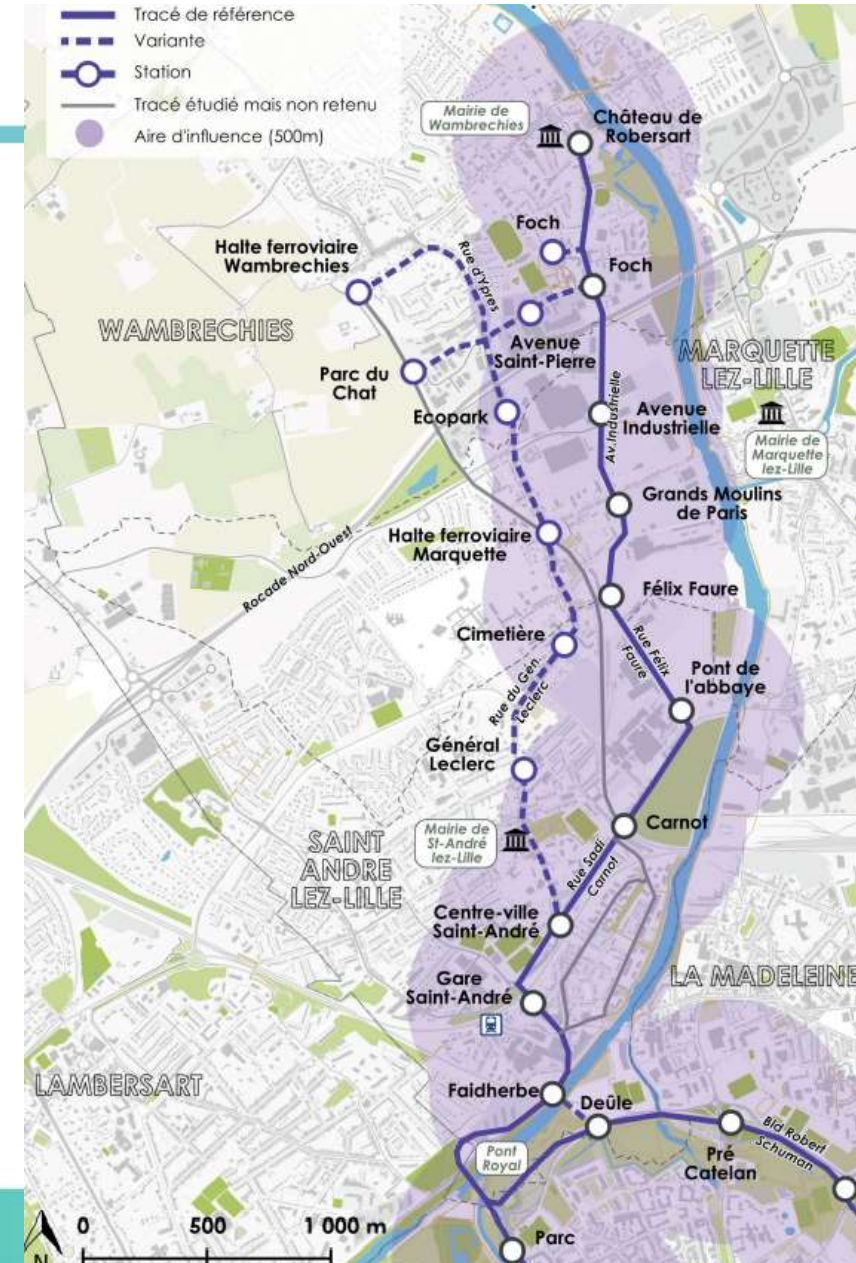 Tracé de référence
Variante
Station
Tracé étudié mais non retenu
Aire d'influence (500m)
Mairie de
Wambrechies
Château de
Robersart
Foch
Halte ferroviaire
Wambrechies
Rue d'Ypres
Foch
WAMBRECHIES
Avenue
Saint-Pierre
MARQUETTE
LEZ-LILLE
Parc du
Chat
Ecopark
Av.Industrielle
Avenue
Industrielle
Mairie de
Marquette
lez-Lille
Grands Moulins
de Paris
Halte ferroviaire
Marquette
Rocade Nord-Ouest
Félix Faure
Cimetière
Rue Félix
Faure
Pont de
l'abbaye
Rue du Gén.
Leclerc
Général
Leclerc
Mairie de
St-André
lez-Lille
Carnot
SAINT
ANDRE
LEZ-LILLE
Rue Sadi
Carnot
Centre-ville
Saint-André
LA MADELEINE
Gare
Saint-André
LAMBERSART
Faidherbe
Deûle
Bld Robert
Schuman
Pont
Royal
Pré
Catelan
Parc
0 500 1 000 m
N